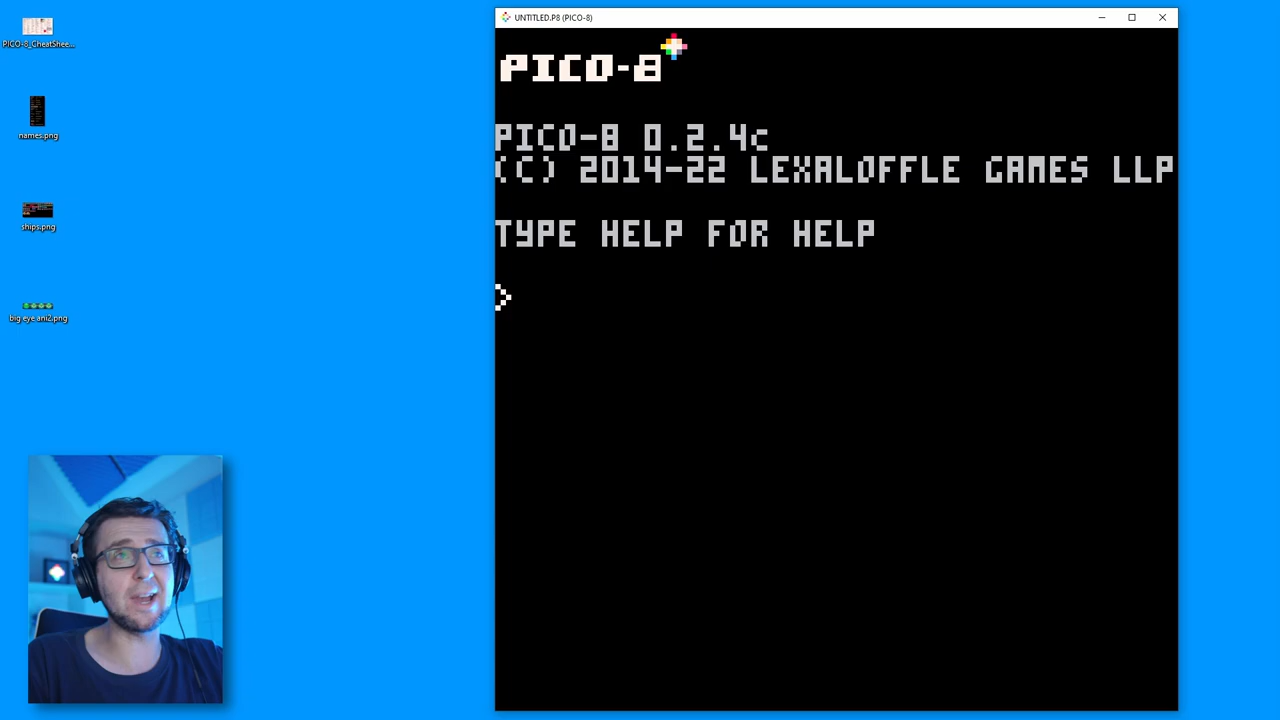 PICO-8_CheatShee...
names.png
ships.png
big eye ani2.png
UNTITLED.P8 (PICO-8)
PICO-8
PICO-8 0.2.4c
(C) 2014-22 LEXALOFFLE GAMES LLP
TYPE HELP FOR HELP
>